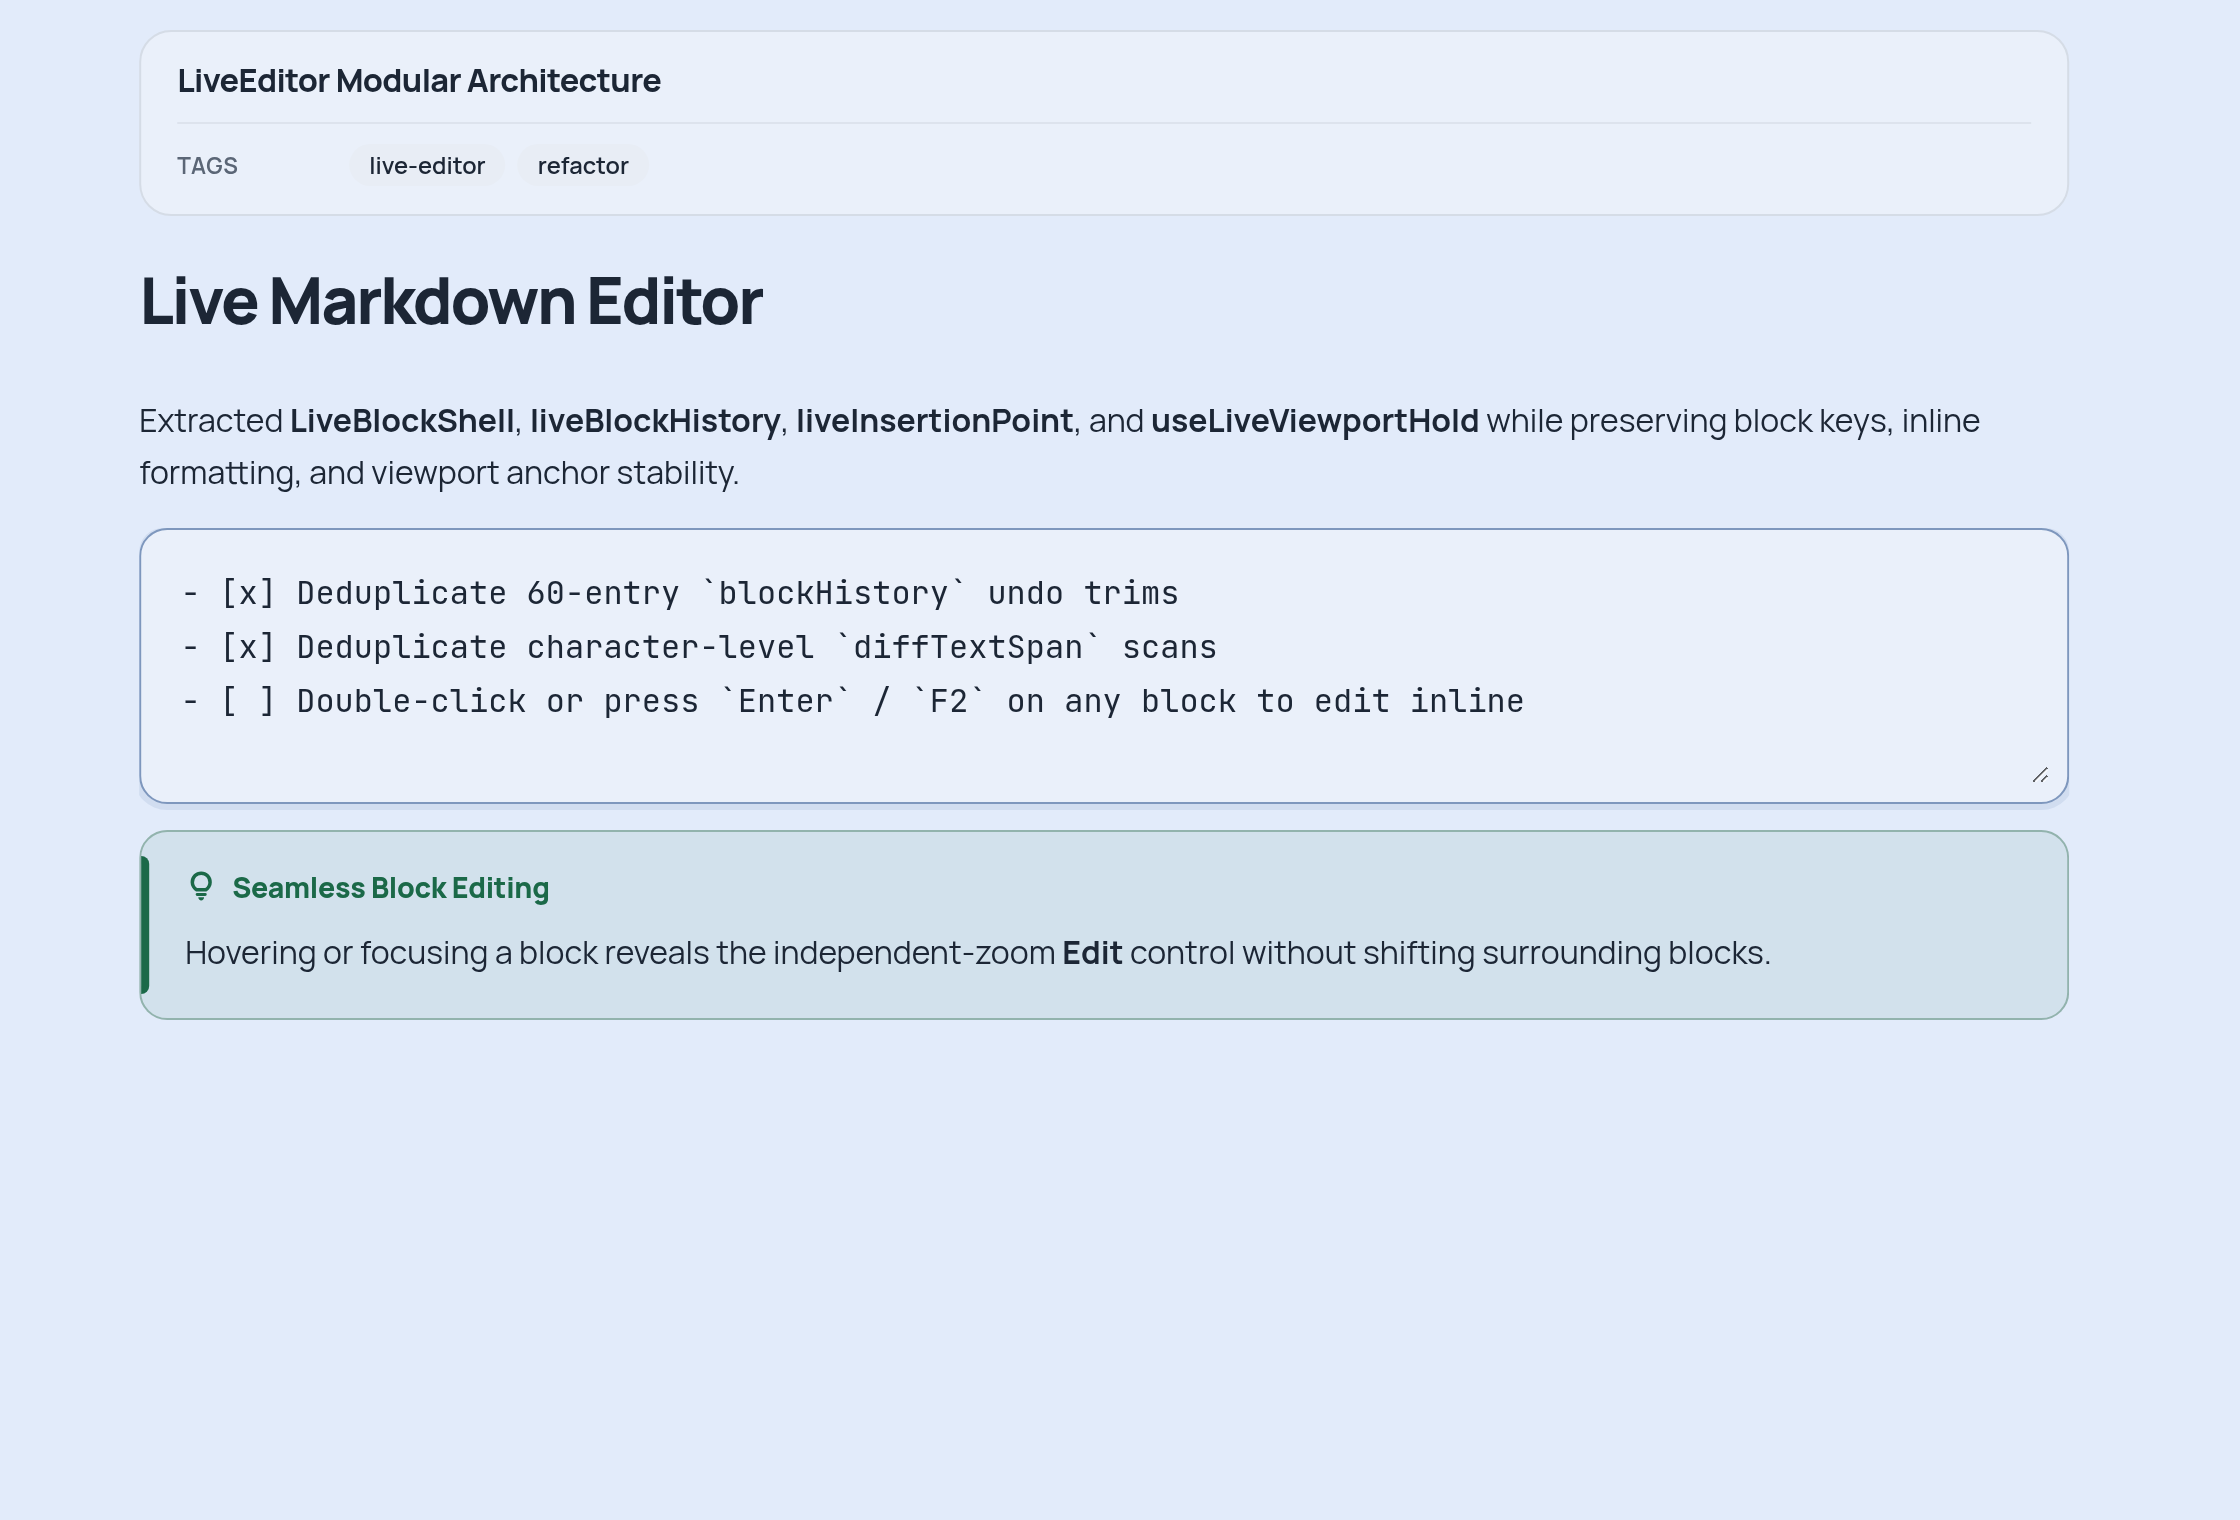 LiveEditor Modular Architecture
TAGS live-editor refactor
Live Markdown Editor
Extracted LiveBlockShell, liveBlockHistory, liveInsertionPoint, and useLiveViewportHold while preserving block keys, inline
formatting, and viewport anchor stability.
- [x] Deduplicate 60-entry `blockHistory` undo trims
- [x] Deduplicate character-level `diffTextSpan` scans
- [ ] Double-click or press `Enter` / `F2` on any block to edit inline
Seamless Block Editing
Hovering or focusing a block reveals the independent-zoom Edit control without shifting surrounding blocks.